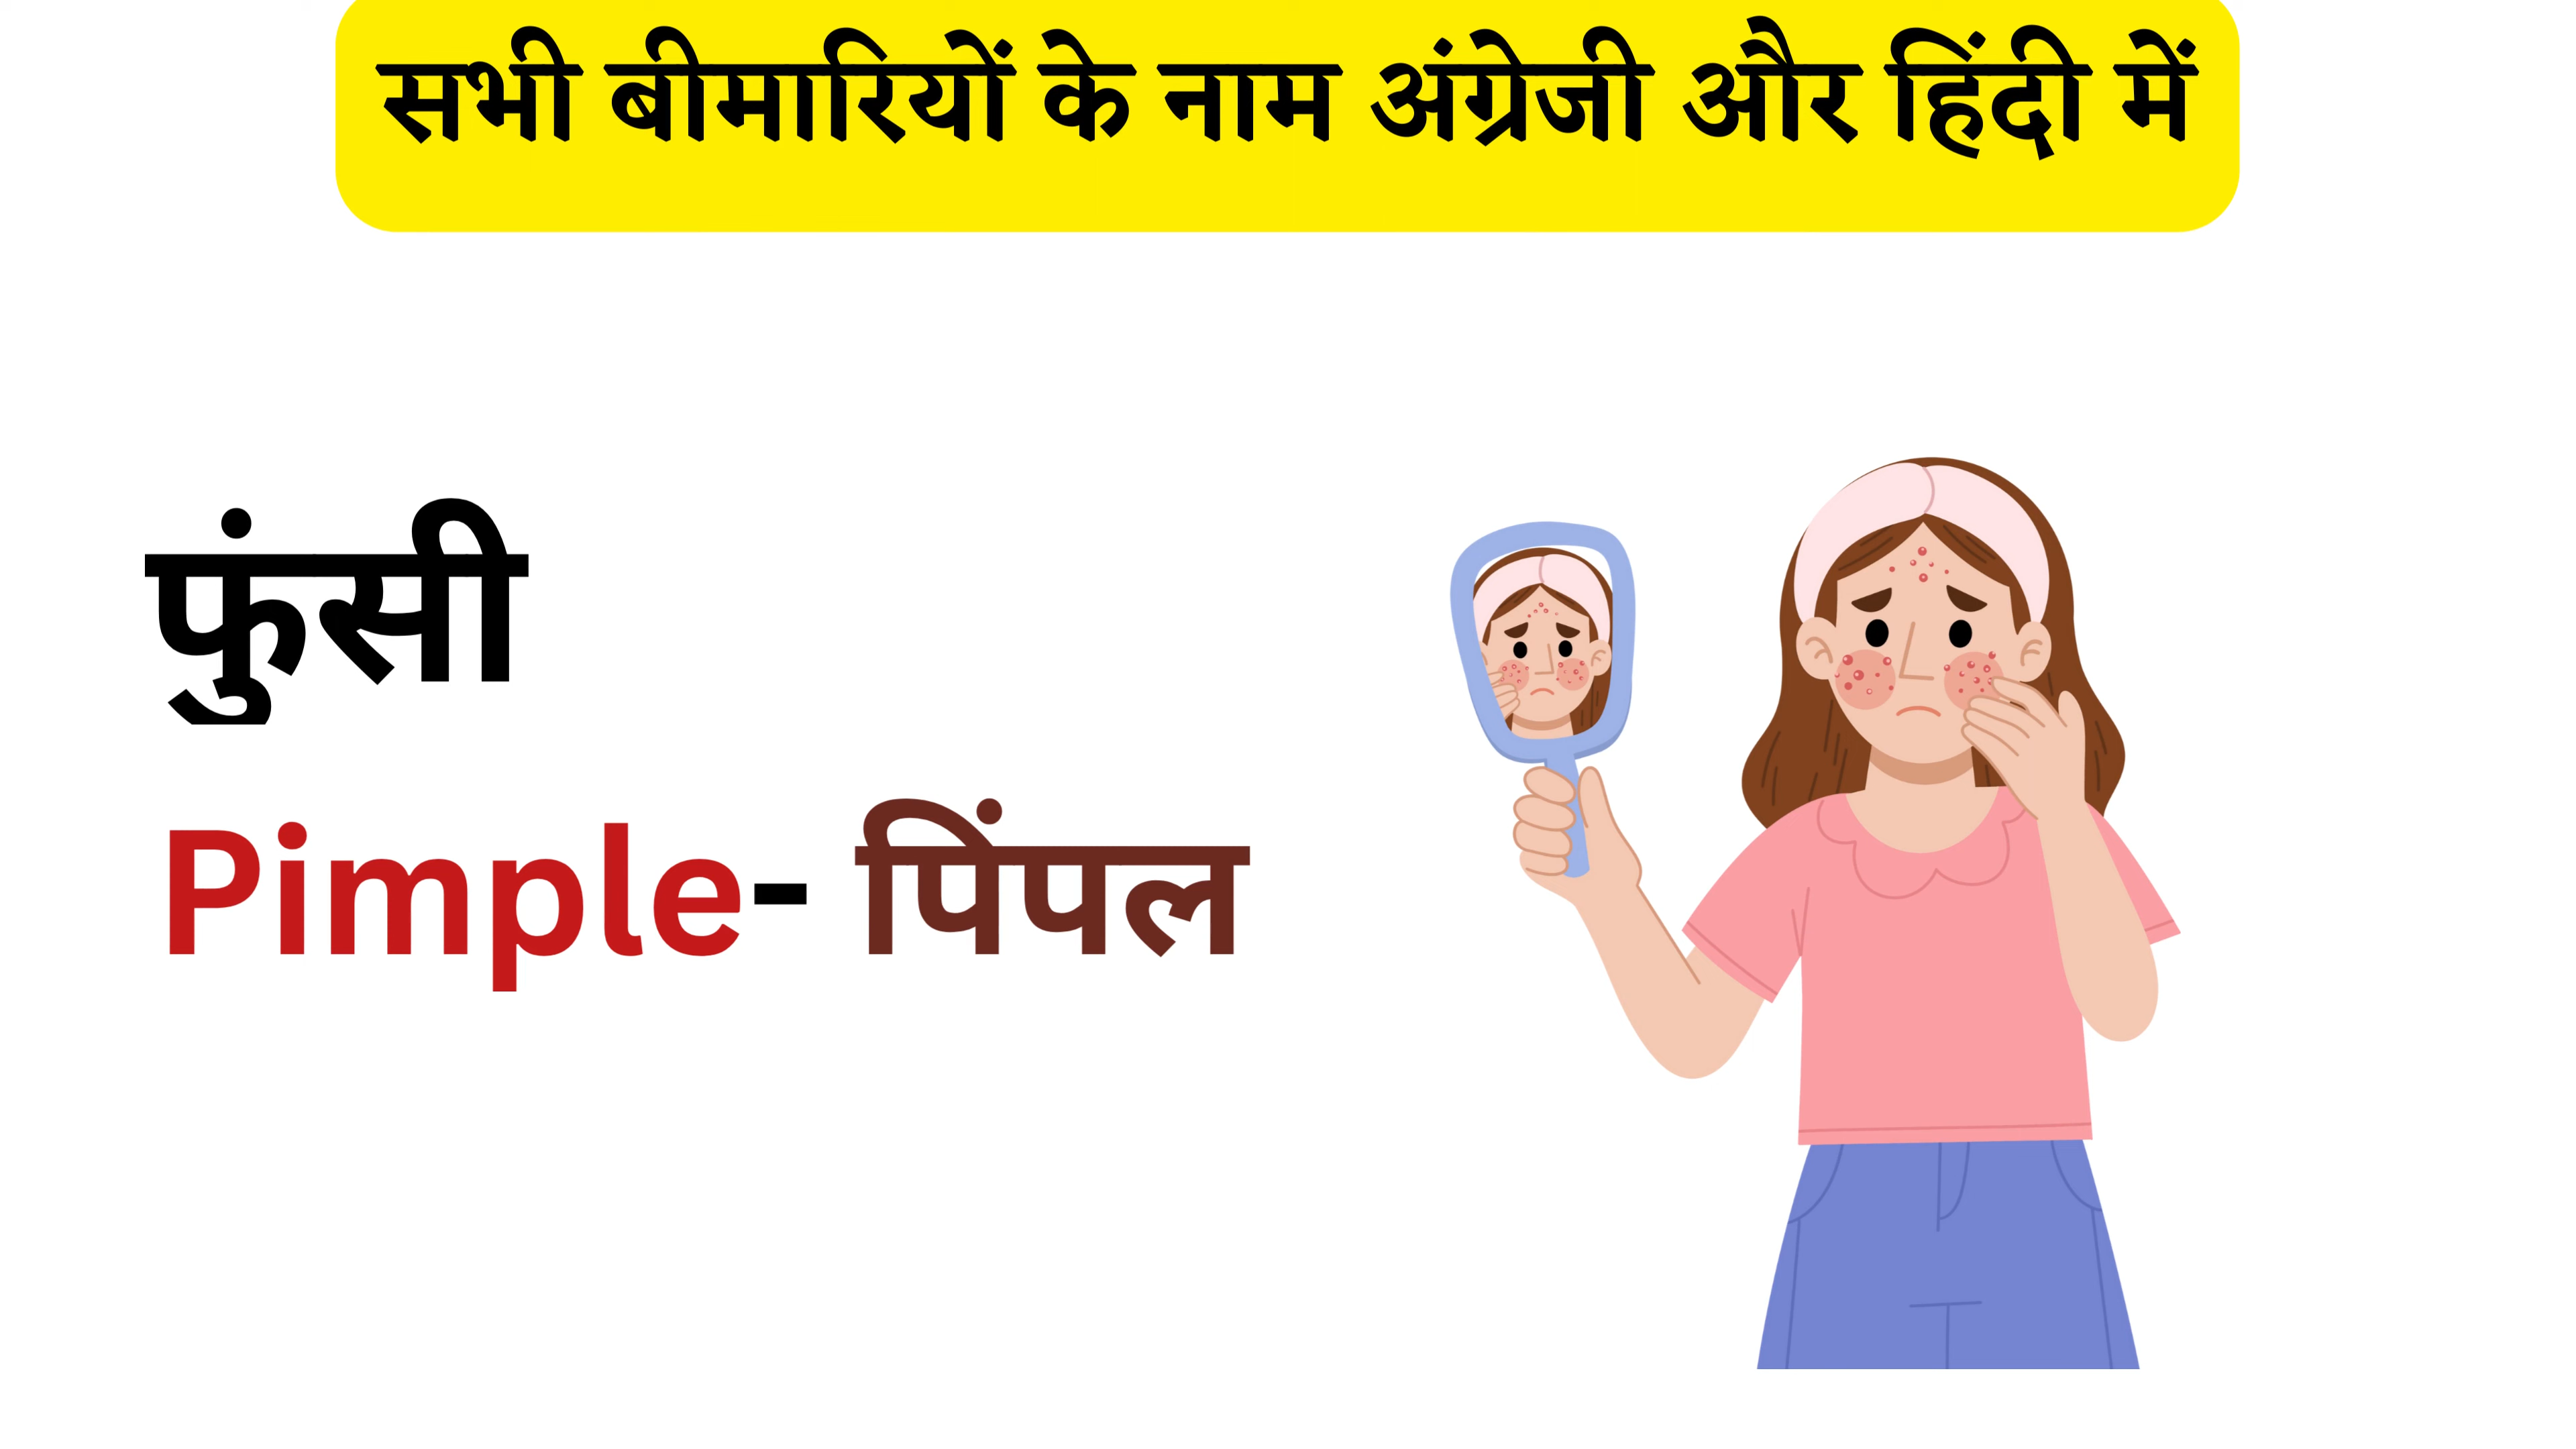 सभी बीमारियों के नाम अंग्रेजी और हिंदी में
फुंसी
Pimple- पिंपल